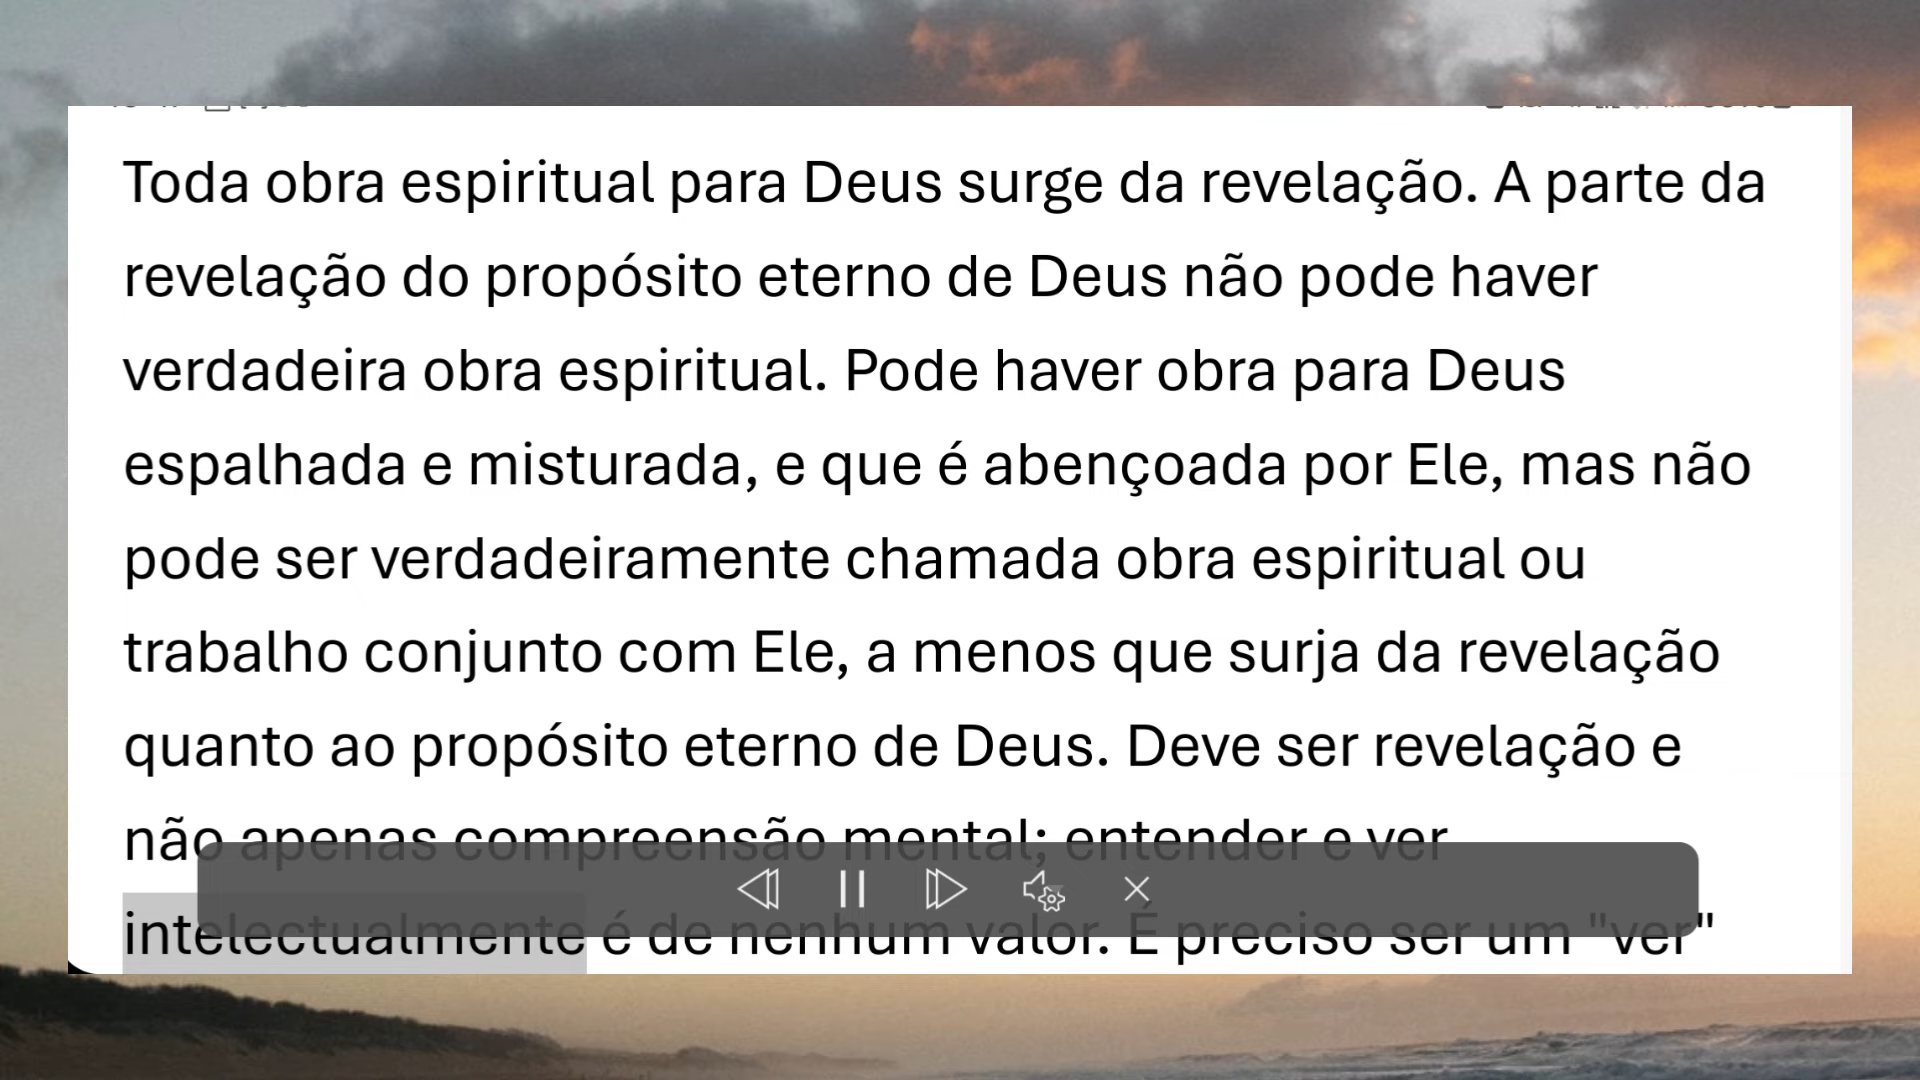 Toda obra espiritual para Deus surge da revelação. A parte da
revelação do propósito eterno de Deus não pode haver
verdadeira obra espiritual. Pode haver obra para Deus
espalhada e misturada, e que é abençoada por Ele, mas não
pode ser verdadeiramente chamada obra espiritual ou
trabalho conjunto com Ele, a menos que surja da revelação
quanto ao propósito eterno de Deus. Deve ser revelação e
não apenas compreensão mental; entender e ver
intelectualmente é de nenhum valor. É preciso ser um "ver"